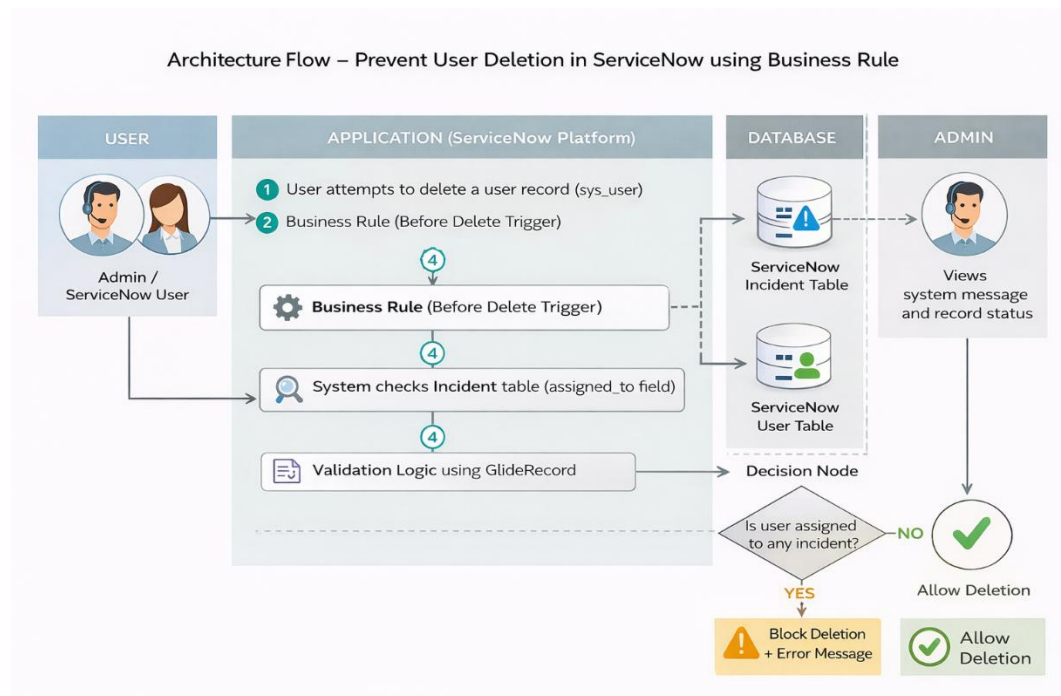 Architecture Flow – Prevent User Deletion in ServiceNow using Business Rule
USER
Admin /
ServiceNow User
APPLICATION (ServiceNow Platform)
1 User attempts to delete a user record (sys_user)
2 Business Rule (Before Delete Trigger)
4
Business Rule (Before Delete Trigger)
4
System checks Incident table (assigned_to field)
4
Validation Logic using GlideRecord
DATABASE
ServiceNow
Incident Table
ServiceNow
User Table
ADMIN
Views
system message
and record status
Decision Node
Is user assigned
to any incident?
NO
Allow Deletion
YES
Block Deletion
+ Error Message
Allow
Deletion